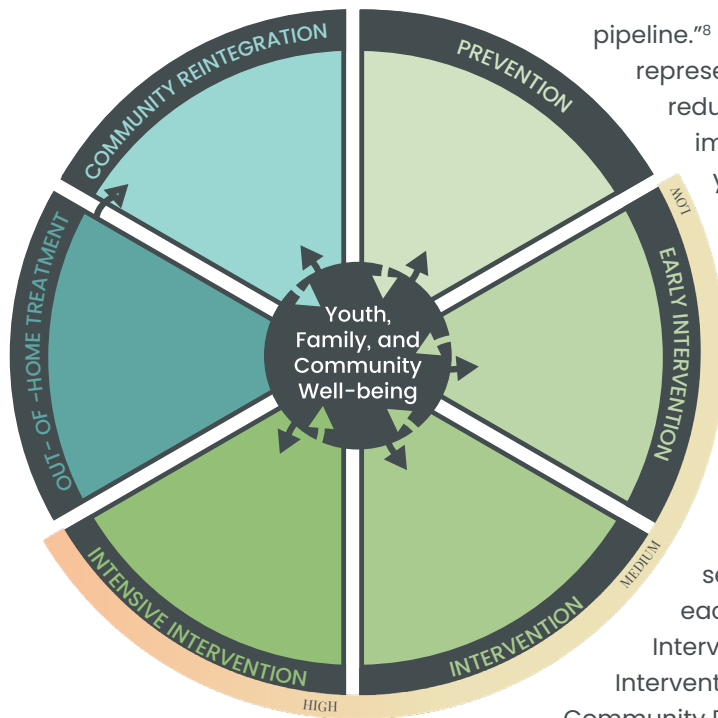 pipeline.”⁸
represe
redu
im
COMMUNITY REINTEGRATION
PREVENTION
LOW
OUT- OF -HOME TREATMENT
EARLY INTERVENTION
Youth,
Family, and
Community
Well-being
MEDIUM
INTENSIVE INTERVENTION
INTERVENTION
HIGH
se
eac
Interv
Intervent
Community